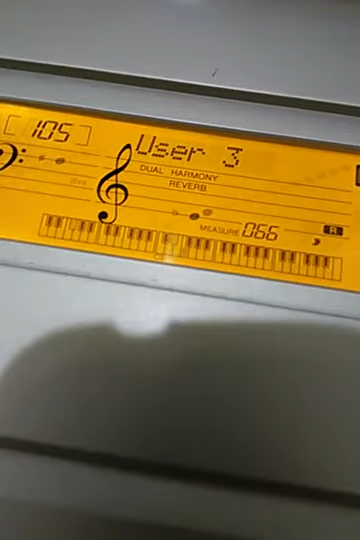 105 User 3
DUAL HARMONY
REVERB
MEASURE 066
R